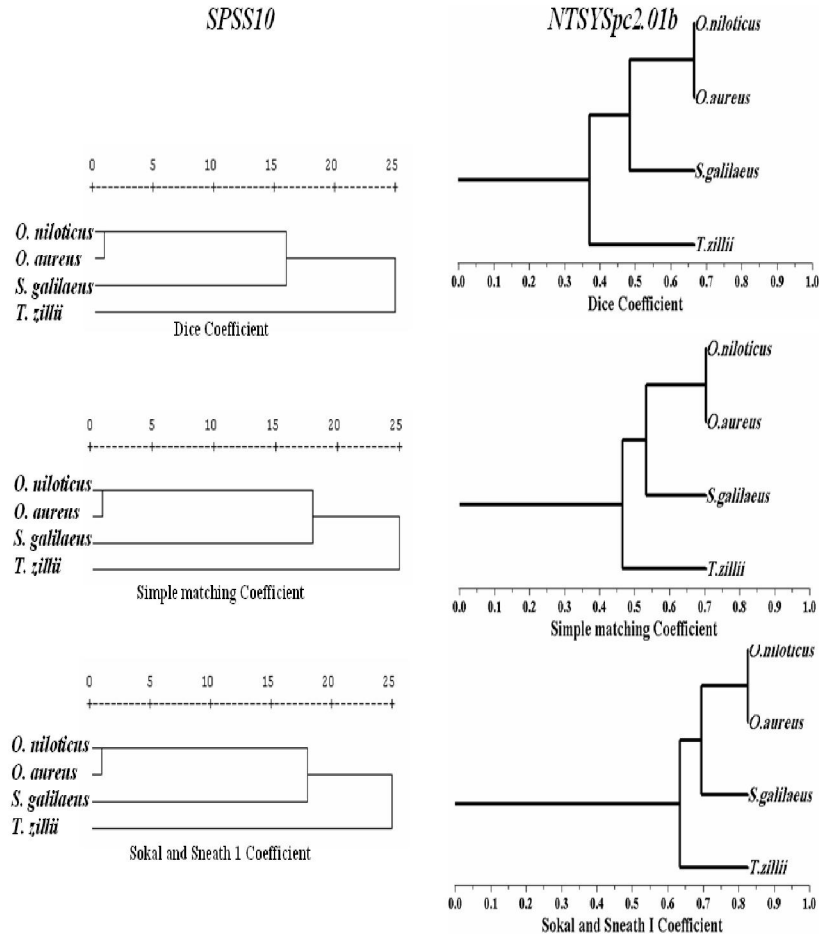 SPSS10
NTSYSpc2.01b
0 5 10 15 20 25
O. niloticus
O. aureus
S. galilaeus
T. zillii
Dice Coefficient
O.niloticus
O.aureus
S.galilaeus
T.zillii
0.0 0.1 0.2 0.3 0.4 0.5 0.6 0.7 0.8 0.9 1.0
Dice Coefficient
0 5 10 15 20 25
O. niloticus
O. aureus
S. galilaeus
T. zillii
Simple matching Coefficient
O.niloticus
O.aureus
S.galilaeus
T.zillii
0.0 0.1 0.2 0.3 0.4 0.5 0.6 0.7 0.8 0.9 1.0
Simple matching Coefficient
0 5 10 15 20 25
O. niloticus
O. aureus
S. galilaeus
T. zillii
Sokal and Sneath 1 Coefficient
O.niloticus
O.aureus
S.galilaeus
T.zillii
0.0 0.1 0.2 0.3 0.4 0.5 0.6 0.7 0.8 0.9 1.0
Sokal and Sneath I Coefficient